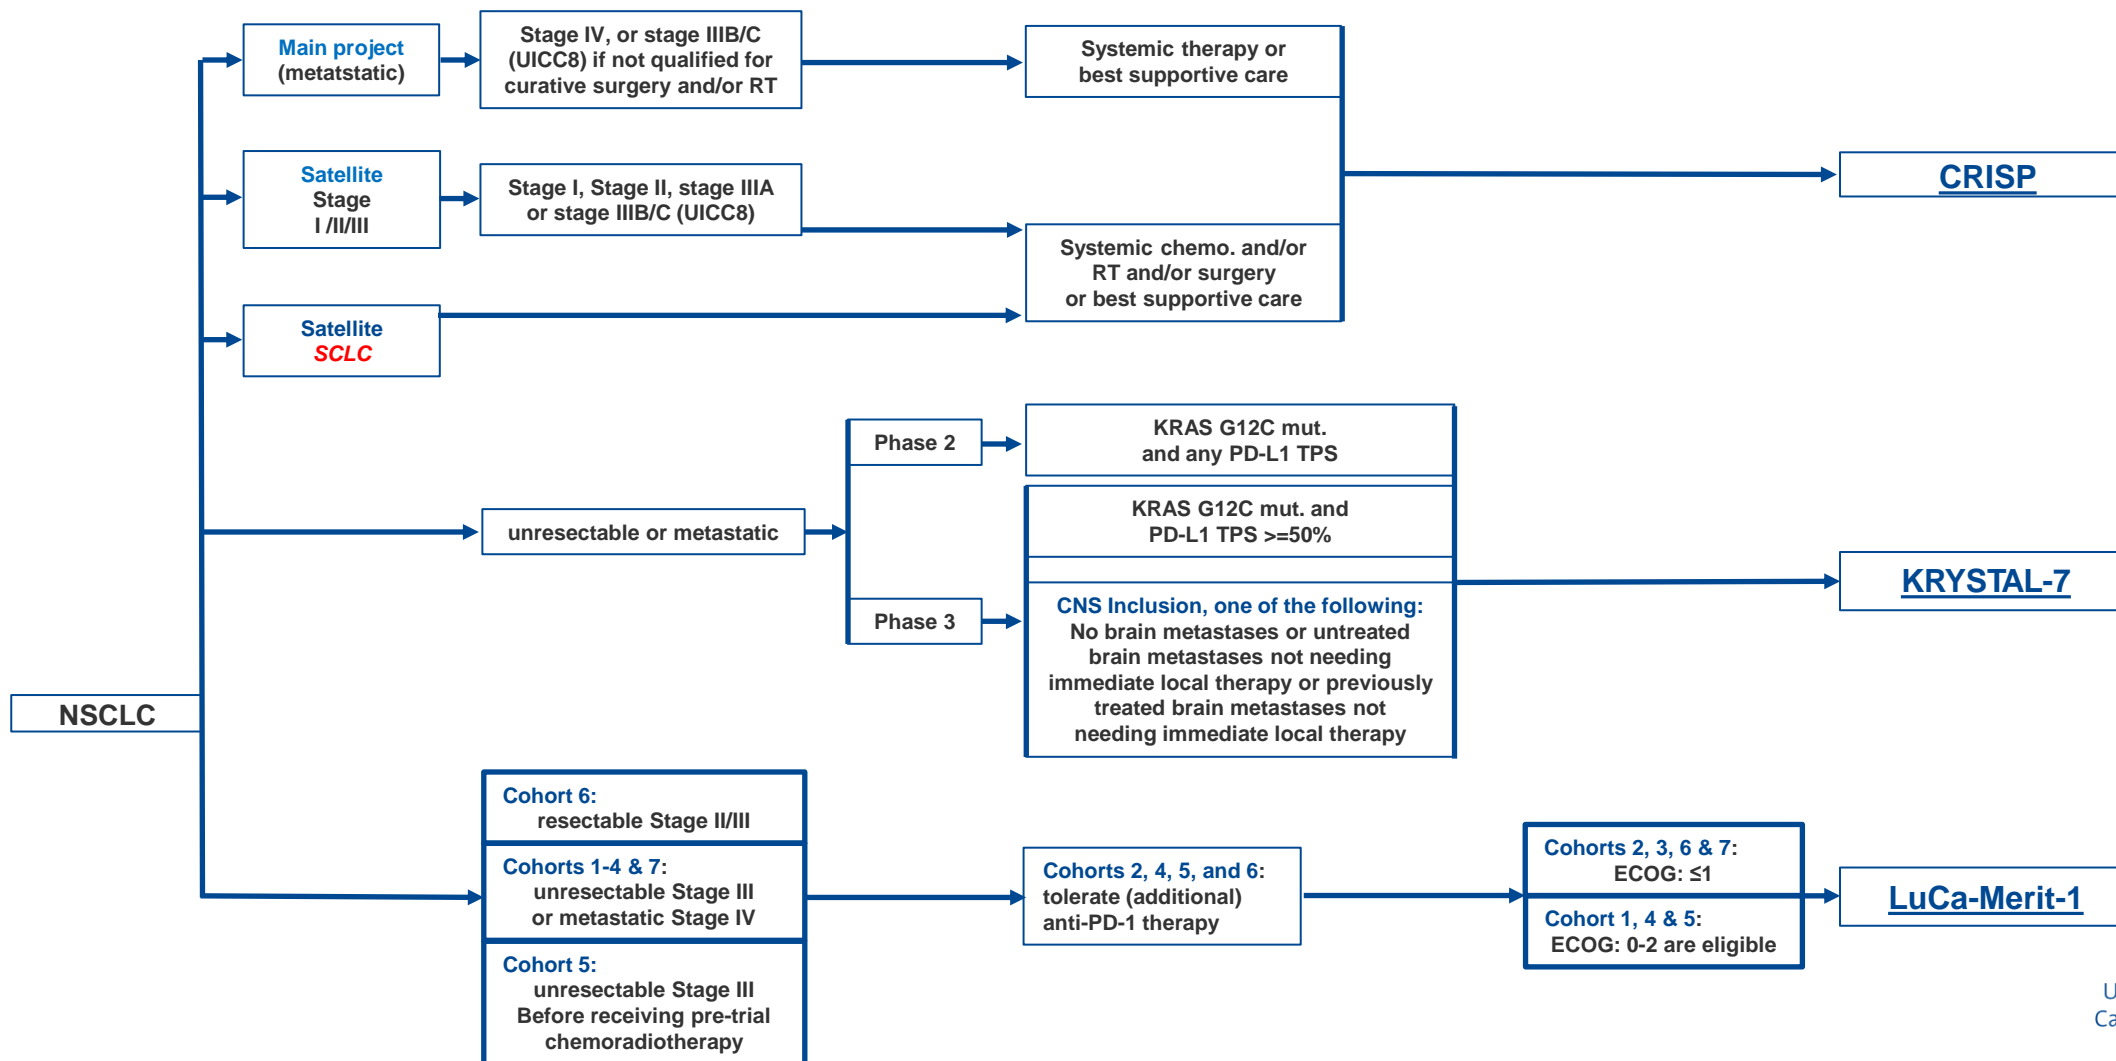 Main project
(metatstatic)
Stage IV, or stage IIIB/C
(UICC8) if not qualified for
curative surgery and/or RT
Systemic therapy or
best supportive care
Satellite
Stage
I /II/III
Stage I, Stage II, stage IIIA
or stage IIIB/C (UICC8)
Systemic chemo. and/or
RT and/or surgery
or best supportive care
CRISP
Satellite
SCLC
unresectable or metastatic
Phase 2
KRAS G12C mut.
and any PD-L1 TPS
Phase 3
KRAS G12C mut. and
PD-L1 TPS >=50%
CNS Inclusion, one of the following:
No brain metastases or untreated
brain metastases not needing
immediate local therapy or previously
treated brain metastases not
needing immediate local therapy
KRYSTAL-7
NSCLC
Cohort 6:
resectable Stage II/III
Cohorts 1-4 & 7:
unresectable Stage III
or metastatic Stage IV
Cohort 5:
unresectable Stage III
Before receiving pre-trial
chemoradiotherapy
Cohorts 2, 4, 5, and 6:
tolerate (additional)
anti-PD-1 therapy
Cohorts 2, 3, 6 & 7:
ECOG: ≤1
Cohort 1, 4 & 5:
ECOG: 0-2 are eligible
LuCa-Merit-1
U
Ca